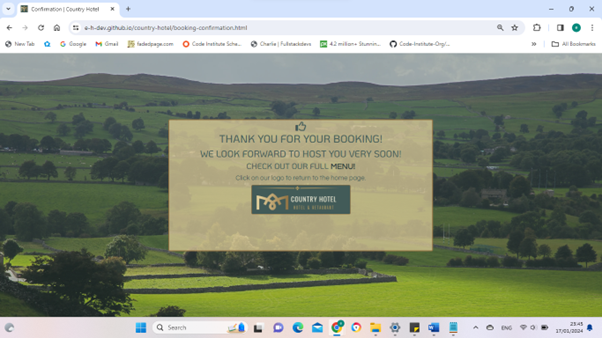 Confirmation | Country Hotel
e-h-dev.github.io/country-hotel/booking-confirmation.html
New Tab
Google
Gmail
fadedpage.com
Code Institute Sche...
Charlie | Fullstackdevs
4.2 million+ Stunnin...
Code-Institute-Org/...
All Bookmarks
THANK YOU FOR YOUR BOOKING!
WE LOOK FORWARD TO HOST YOU VERY SOON!
CHECK OUT OUR FULL MENU!
Click on our logo to return to the home page.
COUNTRY HOTEL
HOTEL & RESTAURANT
Search
ENG
23:45
17/01/2024